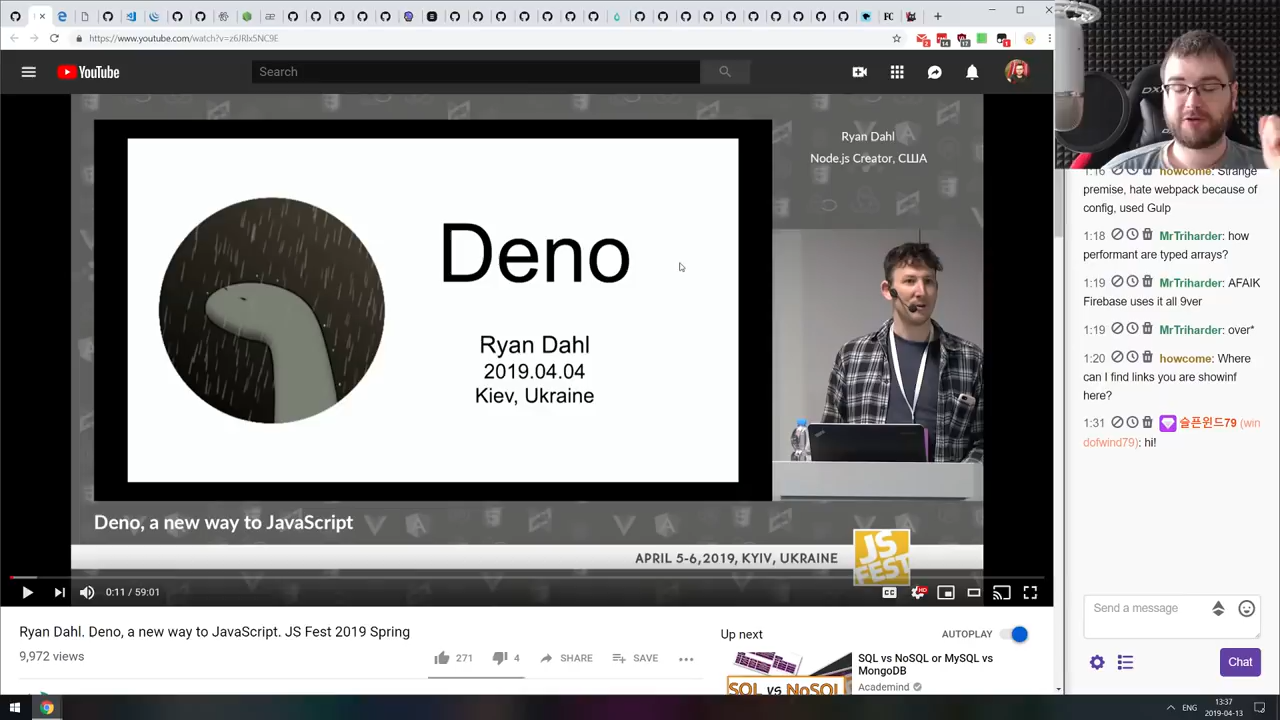 https://www.youtube.com/watch?v=z6JRlx5NC9E
YouTube
Search
Deno
Ryan Dahl
2019.04.04
Kiev, Ukraine
Ryan Dahl
Node.js Creator, США
Deno, a new way to JavaScript
APRIL 5-6,2019, KYIV, UKRAINE
JS
FEST
0:11 / 59:01
CC
HD
Ryan Dahl. Deno, a new way to JavaScript. JS Fest 2019 Spring
9,972 views
271
4
SHARE
SAVE
Up next
AUTOPLAY
SQL vs NoSQL
SQL vs NoSQL or MySQL vs
MongoDB
Academind
DX
1:16 howcome: Strange
premise, hate webpack because of
config, used Gulp
1:18 MrTriharder: how
performant are typed arrays?
1:19 MrTriharder: AFAIK
Firebase uses it all 9ver
1:19 MrTriharder: over*
1:20 howcome: Where
can I find links you are showinf
here?
1:31 슬픈윈드79 (win
dofwind79): hi!
Send a message
Chat
ENG
13:37
2019-04-13